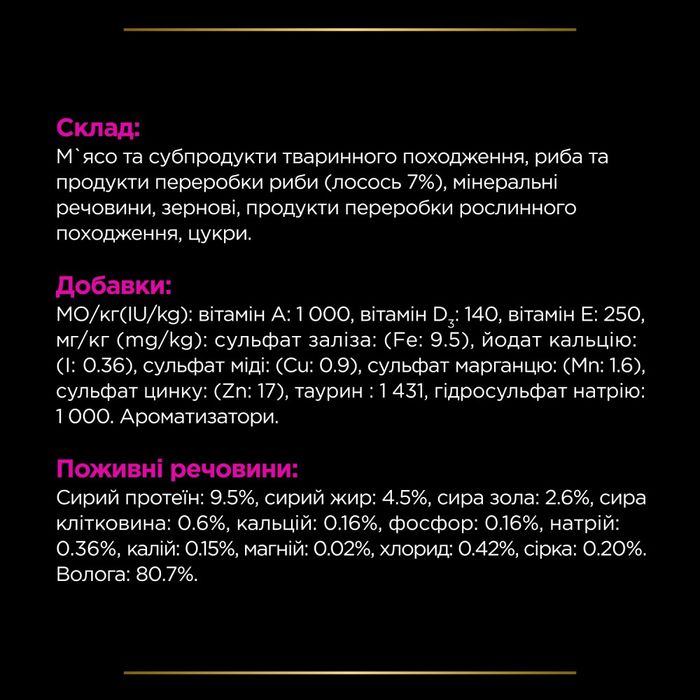 Склад:
М`ясо та субпродукти тваринного походження, риба та
продукти переробки риби (лосось 7%), мінеральні
речовини, зернові, продукти переробки рослинного
походження, цукри.
Добавки:
МО/кг(IU/kg): вітамін А: 1 000, вітамін D₃: 140, вітамін Е: 250,
мг/кг (mg/kg): сульфат заліза: (Fe: 9.5), йодат кальцію:
(I: 0.36), сульфат міді: (Cu: 0.9), сульфат марганцю: (Mn: 1.6),
сульфат цинку: (Zn: 17), таурин : 1 431, гідросульфат натрію:
1 000. Ароматизатори.
Поживні речовини:
Сирий протеїн: 9.5%, сирий жир: 4.5%, сира зола: 2.6%, сира
клітковина: 0.6%, кальцій: 0.16%, фосфор: 0.16%, натрій:
0.36%, калій: 0.15%, магній: 0.02%, хлорид: 0.42%, сірка: 0.20%.
Волога: 80.7%.